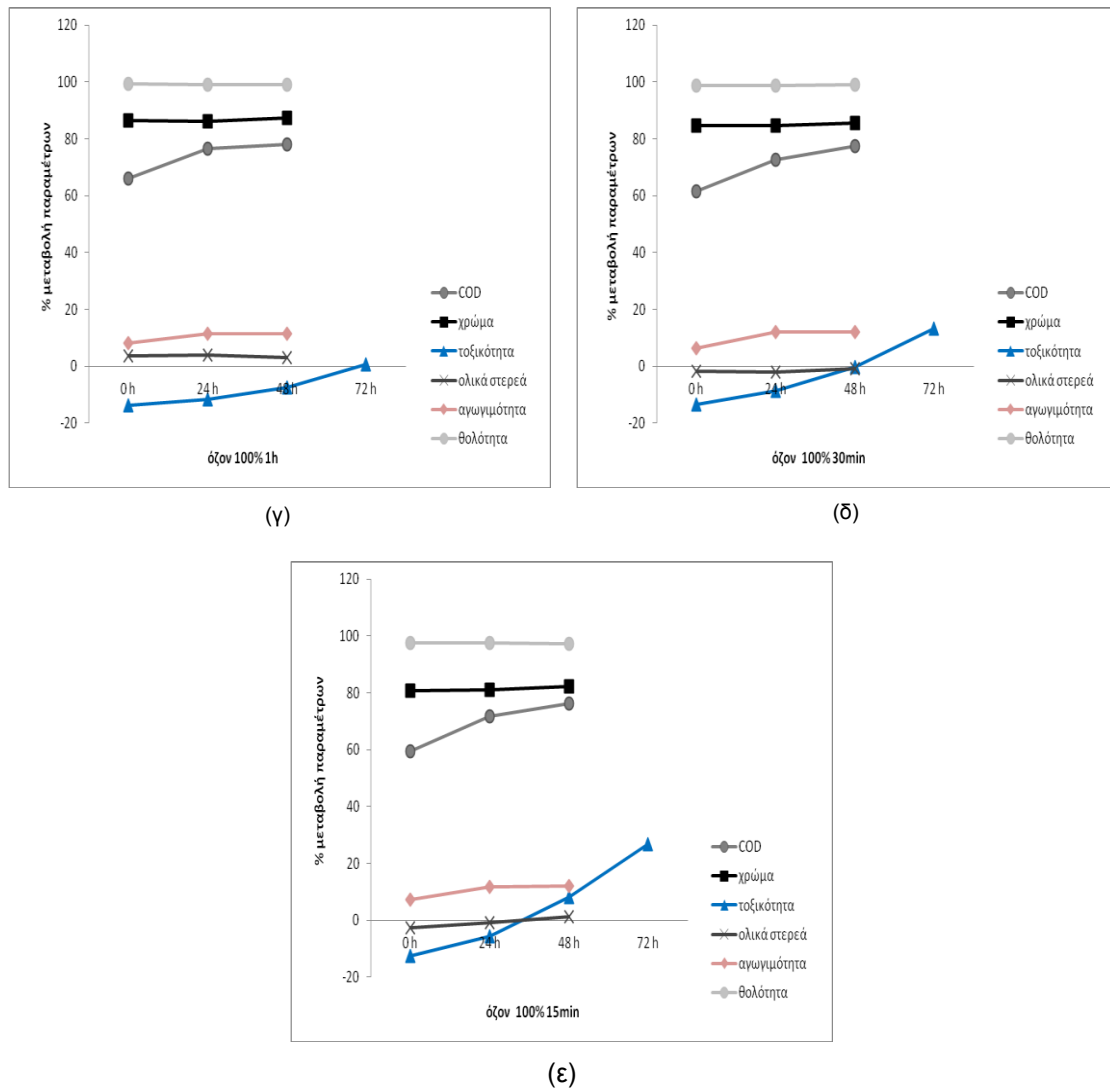 120
100
80
60
40
20
0
-20
% μεταβολή παραμέτρων
0 h 24 h 48 h 72 h
COD
χρώμα
τοξικότητα
ολικά στερεά
αγωγιμότητα
θολότητα
όζον 100% 1h
(γ)
120
100
80
60
40
20
0
-20
% μεταβολή παραμέτρων
0 h 24 h 48 h 72 h
COD
χρώμα
τοξικότητα
ολικά στερεά
αγωγιμότητα
θολότητα
όζον 100% 30min
(δ)
120
100
80
60
40
20
0
-20
% μεταβολή παραμέτρων
0 h 24 h 48 h 72 h
COD
χρώμα
τοξικότητα
ολικά στερεά
αγωγιμότητα
θολότητα
όζον 100% 15min
(ε)